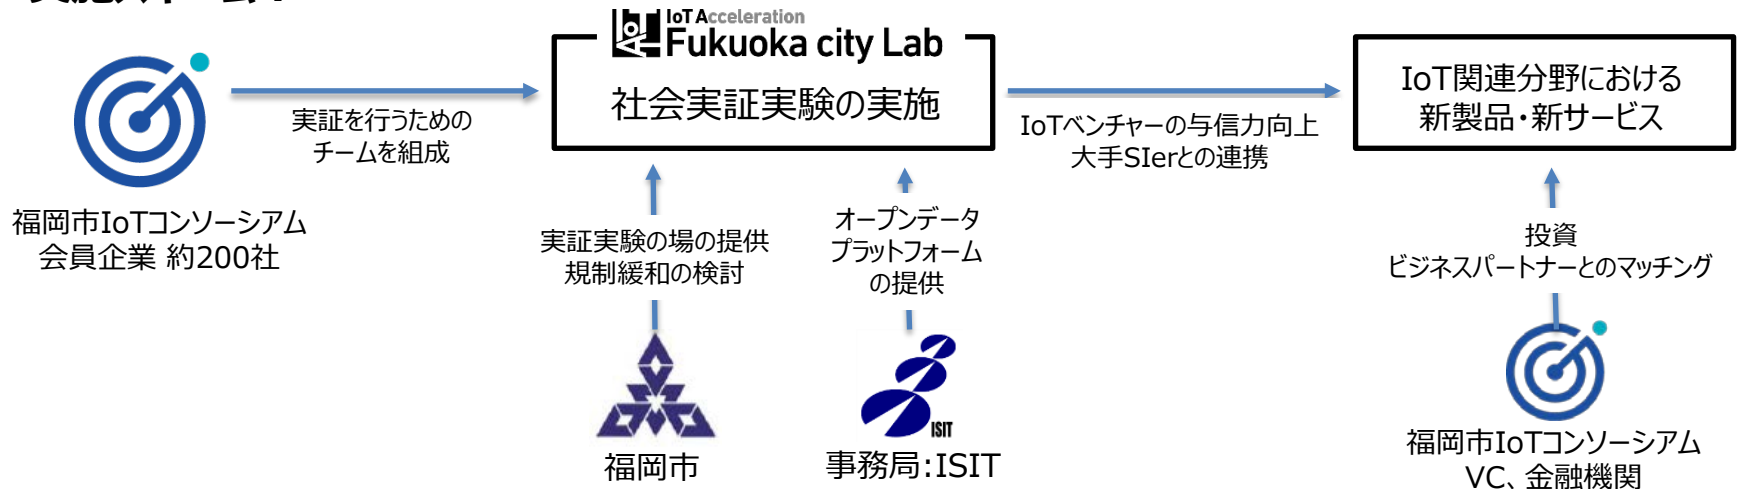 IoT Acceleration
Fukuoka city Lab
社会実証実験の実施
IoT関連分野における
新製品・新サービス
実証を行うための
チームを組成
IoTベンチャーの与信力向上
大手SIerとの連携
福岡市IoTコンソーシアム
会員企業 約200社
実証実験の場の提供
規制緩和の検討
オープンデータ
プラットフォーム
の提供
投資
ビジネスパートナーとのマッチング
ISIT
福岡市
事務局:ISIT
福岡市IoTコンソーシアム
VC、金融機関